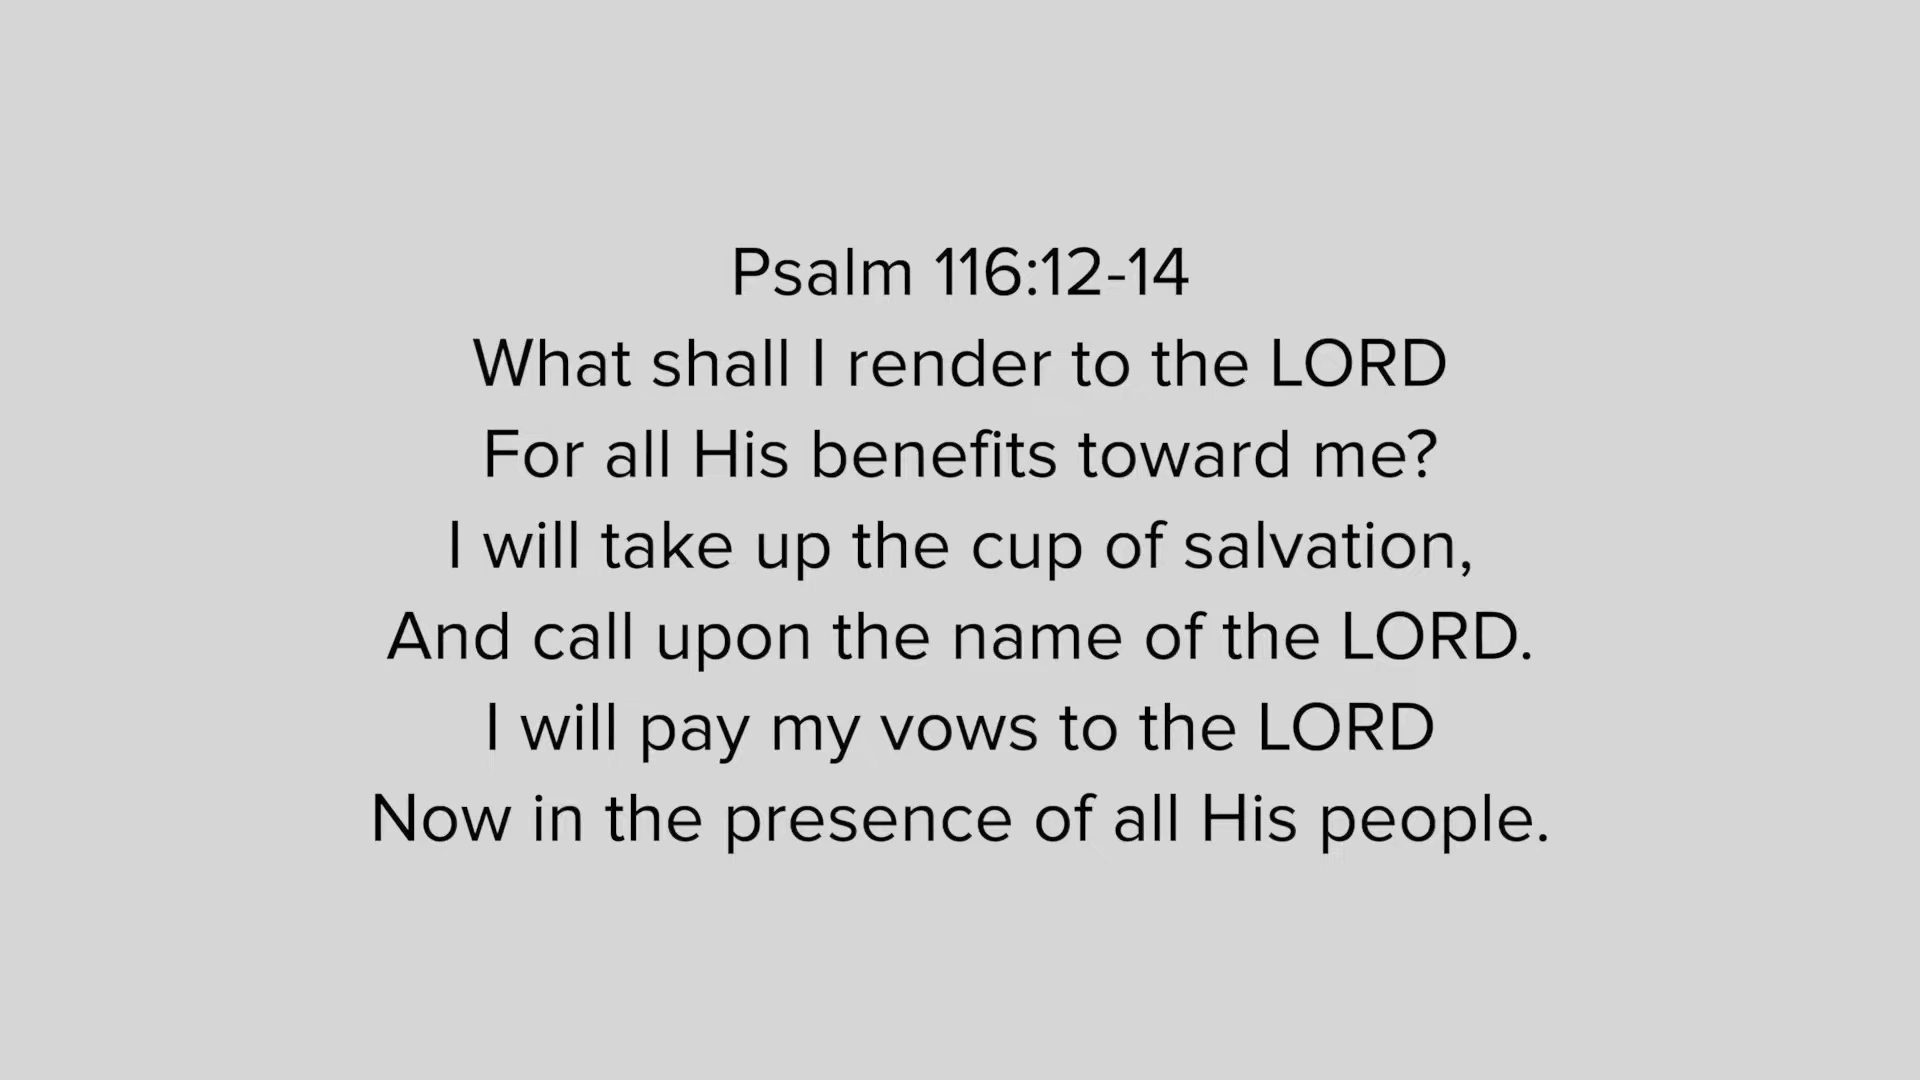 Psalm 116:12-14
What shall I render to the LORD
For all His benefits toward me?
I will take up the cup of salvation,
And call upon the name of the LORD.
I will pay my vows to the LORD
Now in the presence of all His people.